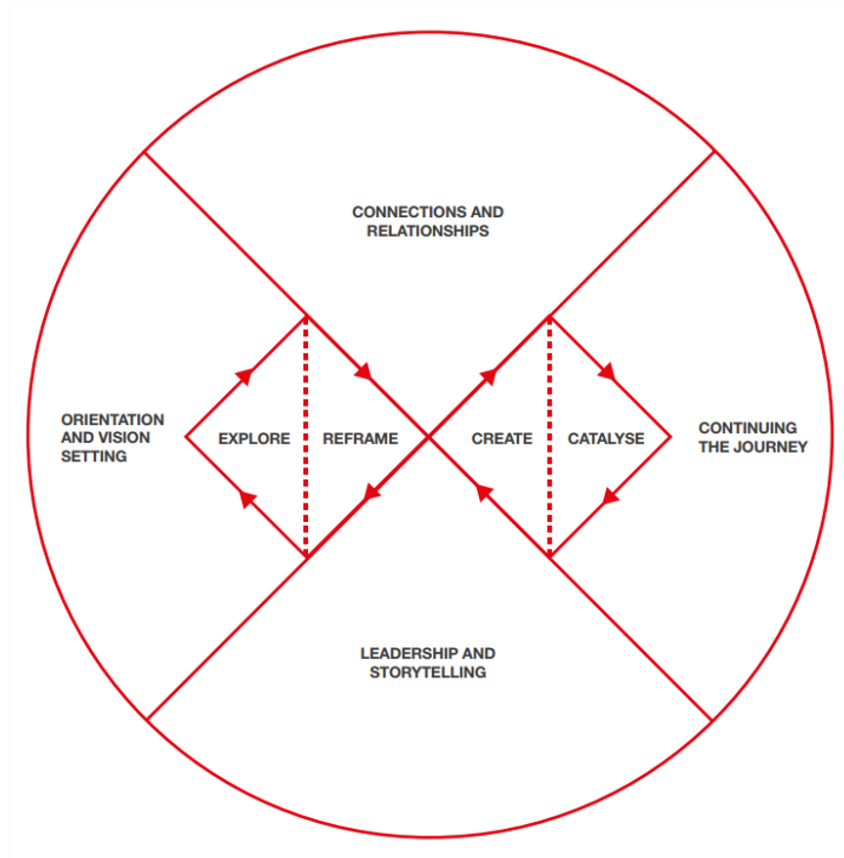 CONNECTIONS AND
RELATIONSHIPS
ORIENTATION
AND VISION
SETTING
EXPLORE
REFRAME
CREATE
CATALYSE
CONTINUING
THE JOURNEY
LEADERSHIP AND
STORYTELLING